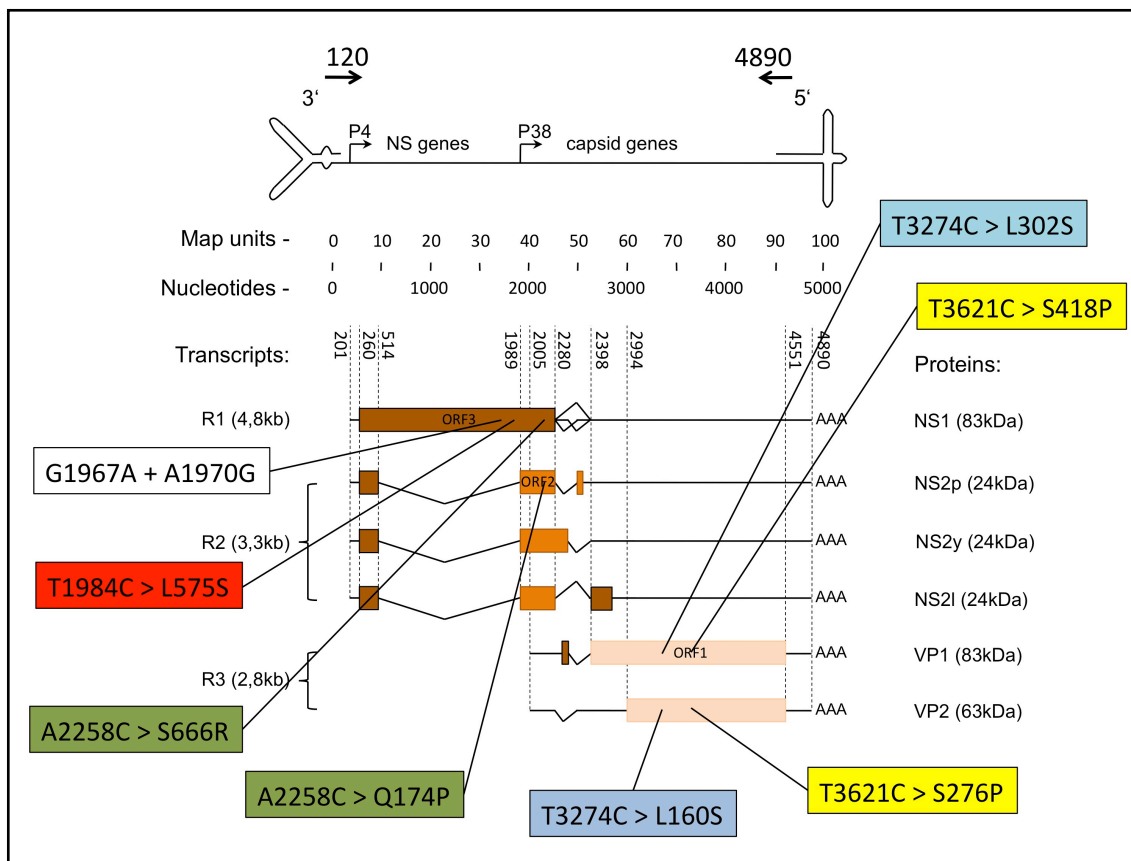 120 4890
3‘ 5‘
P4 NS genes P38 capsid genes
T3274C > L302S
Map units - 0 10 20 30 40 50 60 70 80 90 100
Nucleotides - 0 1000 2000 3000 4000 5000
T3621C > S418P
Transcripts: 201 260 514 1989 2005 2280 2398 2994 4551 4890 Proteins:
R1 (4,8kb) ORF3 AAA NS1 (83kDa)
G1967A + A1970G
ORF2 AAA NS2p (24kDa)
R2 (3,3kb) AAA NS2y (24kDa)
T1984C > L575S
AAA NS2l (24kDa)
ORF1 AAA VP1 (83kDa)
R3 (2,8kb)
AAA VP2 (63kDa)
A2258C > S666R
A2258C > Q174P
T3274C > L160S
T3621C > S276P